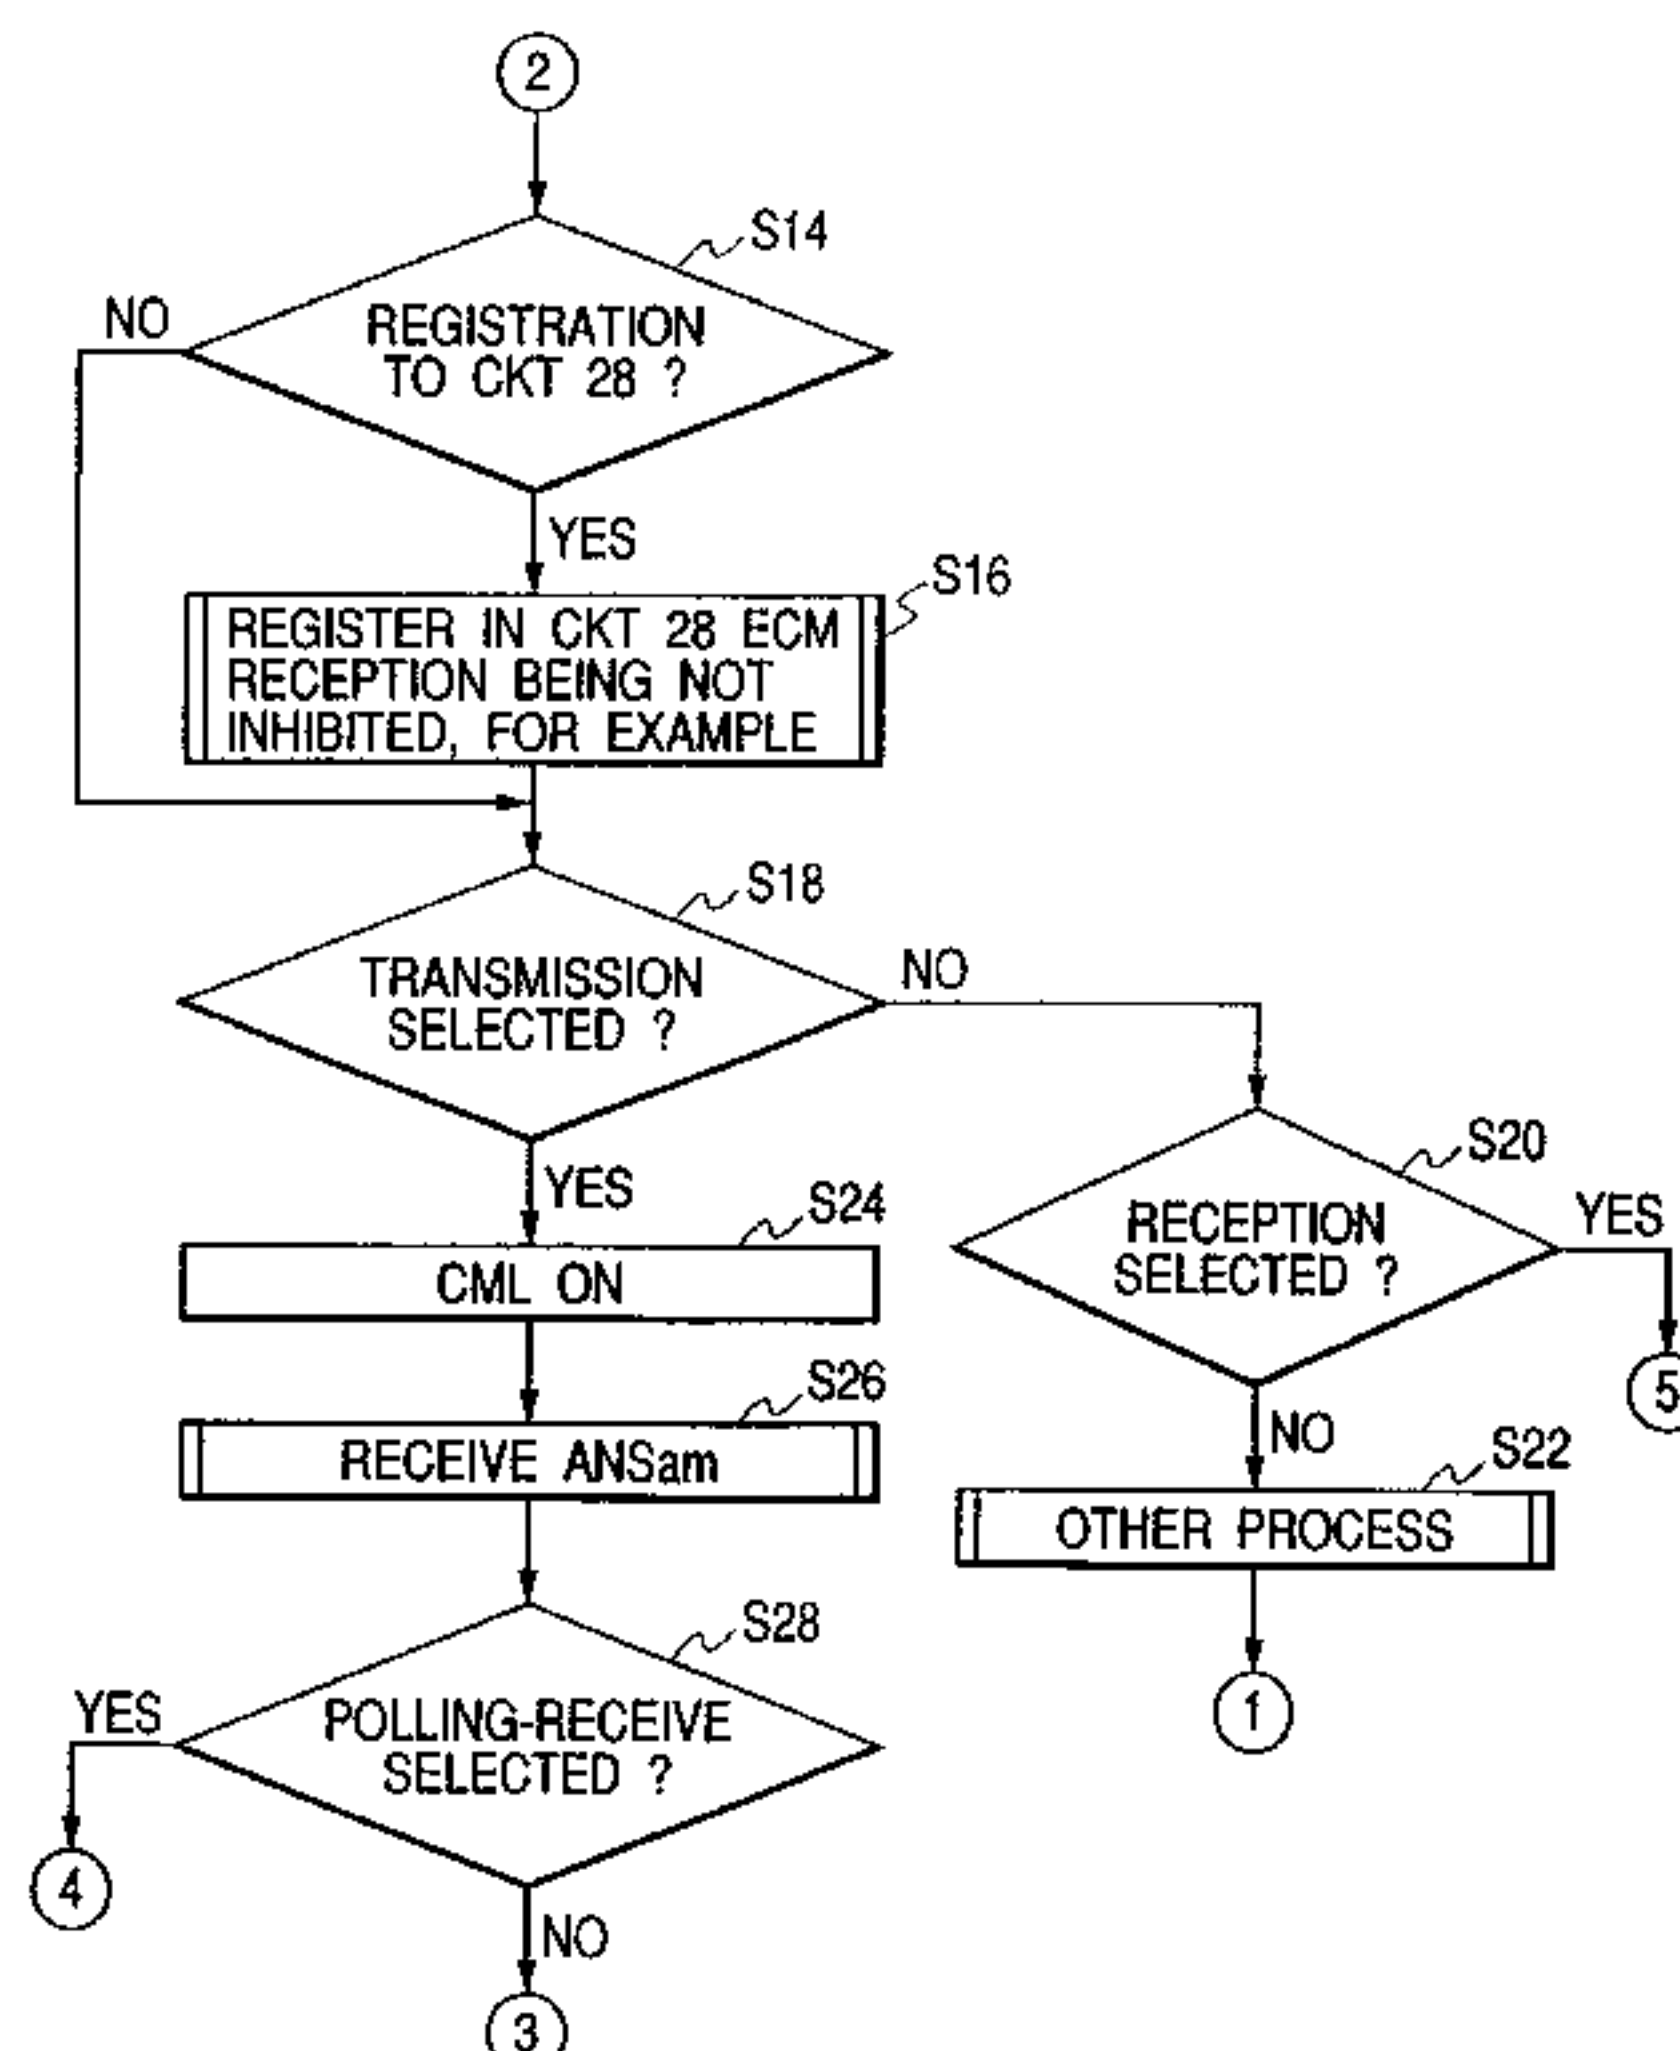 2
S14
NO
REGISTRATION
TO CKT 28 ?
YES
S16
REGISTER IN CKT 28 ECM
RECEPTION BEING NOT
INHIBITED, FOR EXAMPLE
S18
TRANSMISSION
SELECTED ?
NO
YES
S20
RECEPTION
SELECTED ?
YES
5
S24
CML ON
S26
RECEIVE ANSam
NO
S22
OTHER PROCESS
1
S28
POLLING-RECEIVE
SELECTED ?
YES
4
NO
3